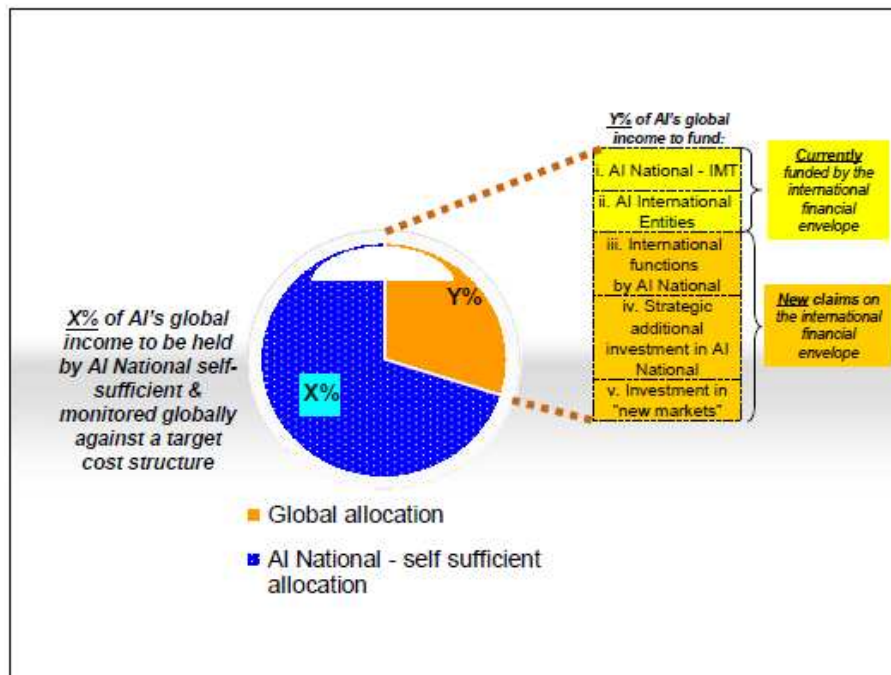 Y% of AI's global
income to fund:
i. AI National - IMT
ii. AI International
Entities
iii. International
functions
by AI National
iv. Strategic
additional
investment in AI
National
v. Investment in
"new markets"
Currently
funded by the
international
financial
envelope
New claims on
the international
financial
envelope
X% of AI's global
income to be held
by AI National self-
sufficient &
monitored globally
against a target
cost structure
Y%
X%
Global allocation
AI National - self sufficient
allocation